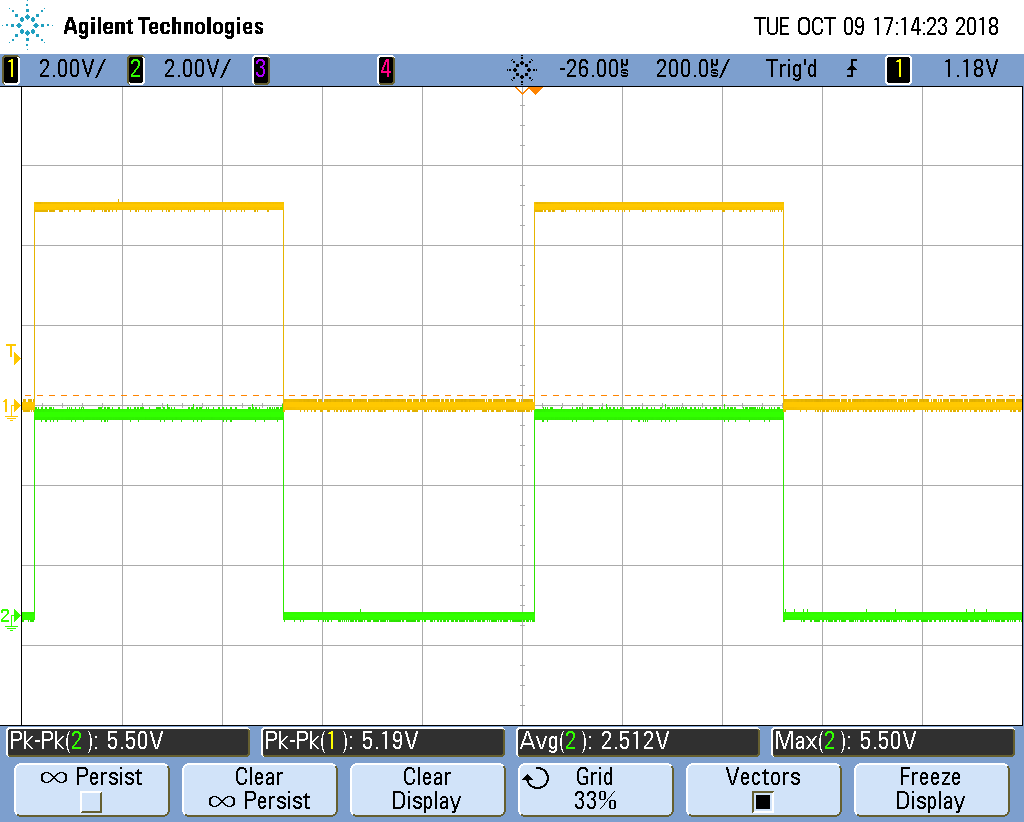 Agilent Technologies TUE OCT 09 17:14:23 2018
1 2.00V/ 2 2.00V/ 3 4 -26.00µs 200.0µs/ Trig'd 1 1.18V
T
1
2
Pk-Pk(2): 5.50V Pk-Pk(1): 5.19V Avg(2): 2.512V Max(2): 5.50V
∞ Persist Clear Clear Grid Vectors Freeze
∞ Persist Display 33% Display